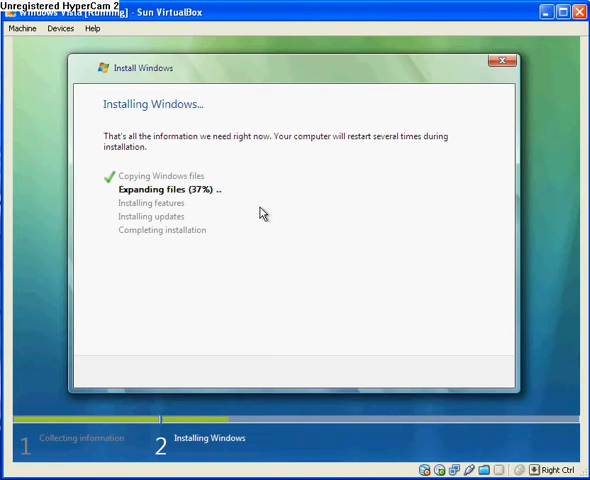 Unregistered HyperCam 2
Windows Vista [Running] - Sun VirtualBox
Machine Devices Help
Install Windows
Installing Windows...
That's all the information we need right now. Your computer will restart several times during
installation.
Copying Windows files
Expanding files (37%) ..
Installing features
Installing updates
Completing installation
1 Collecting information 2 Installing Windows
Right Ctrl